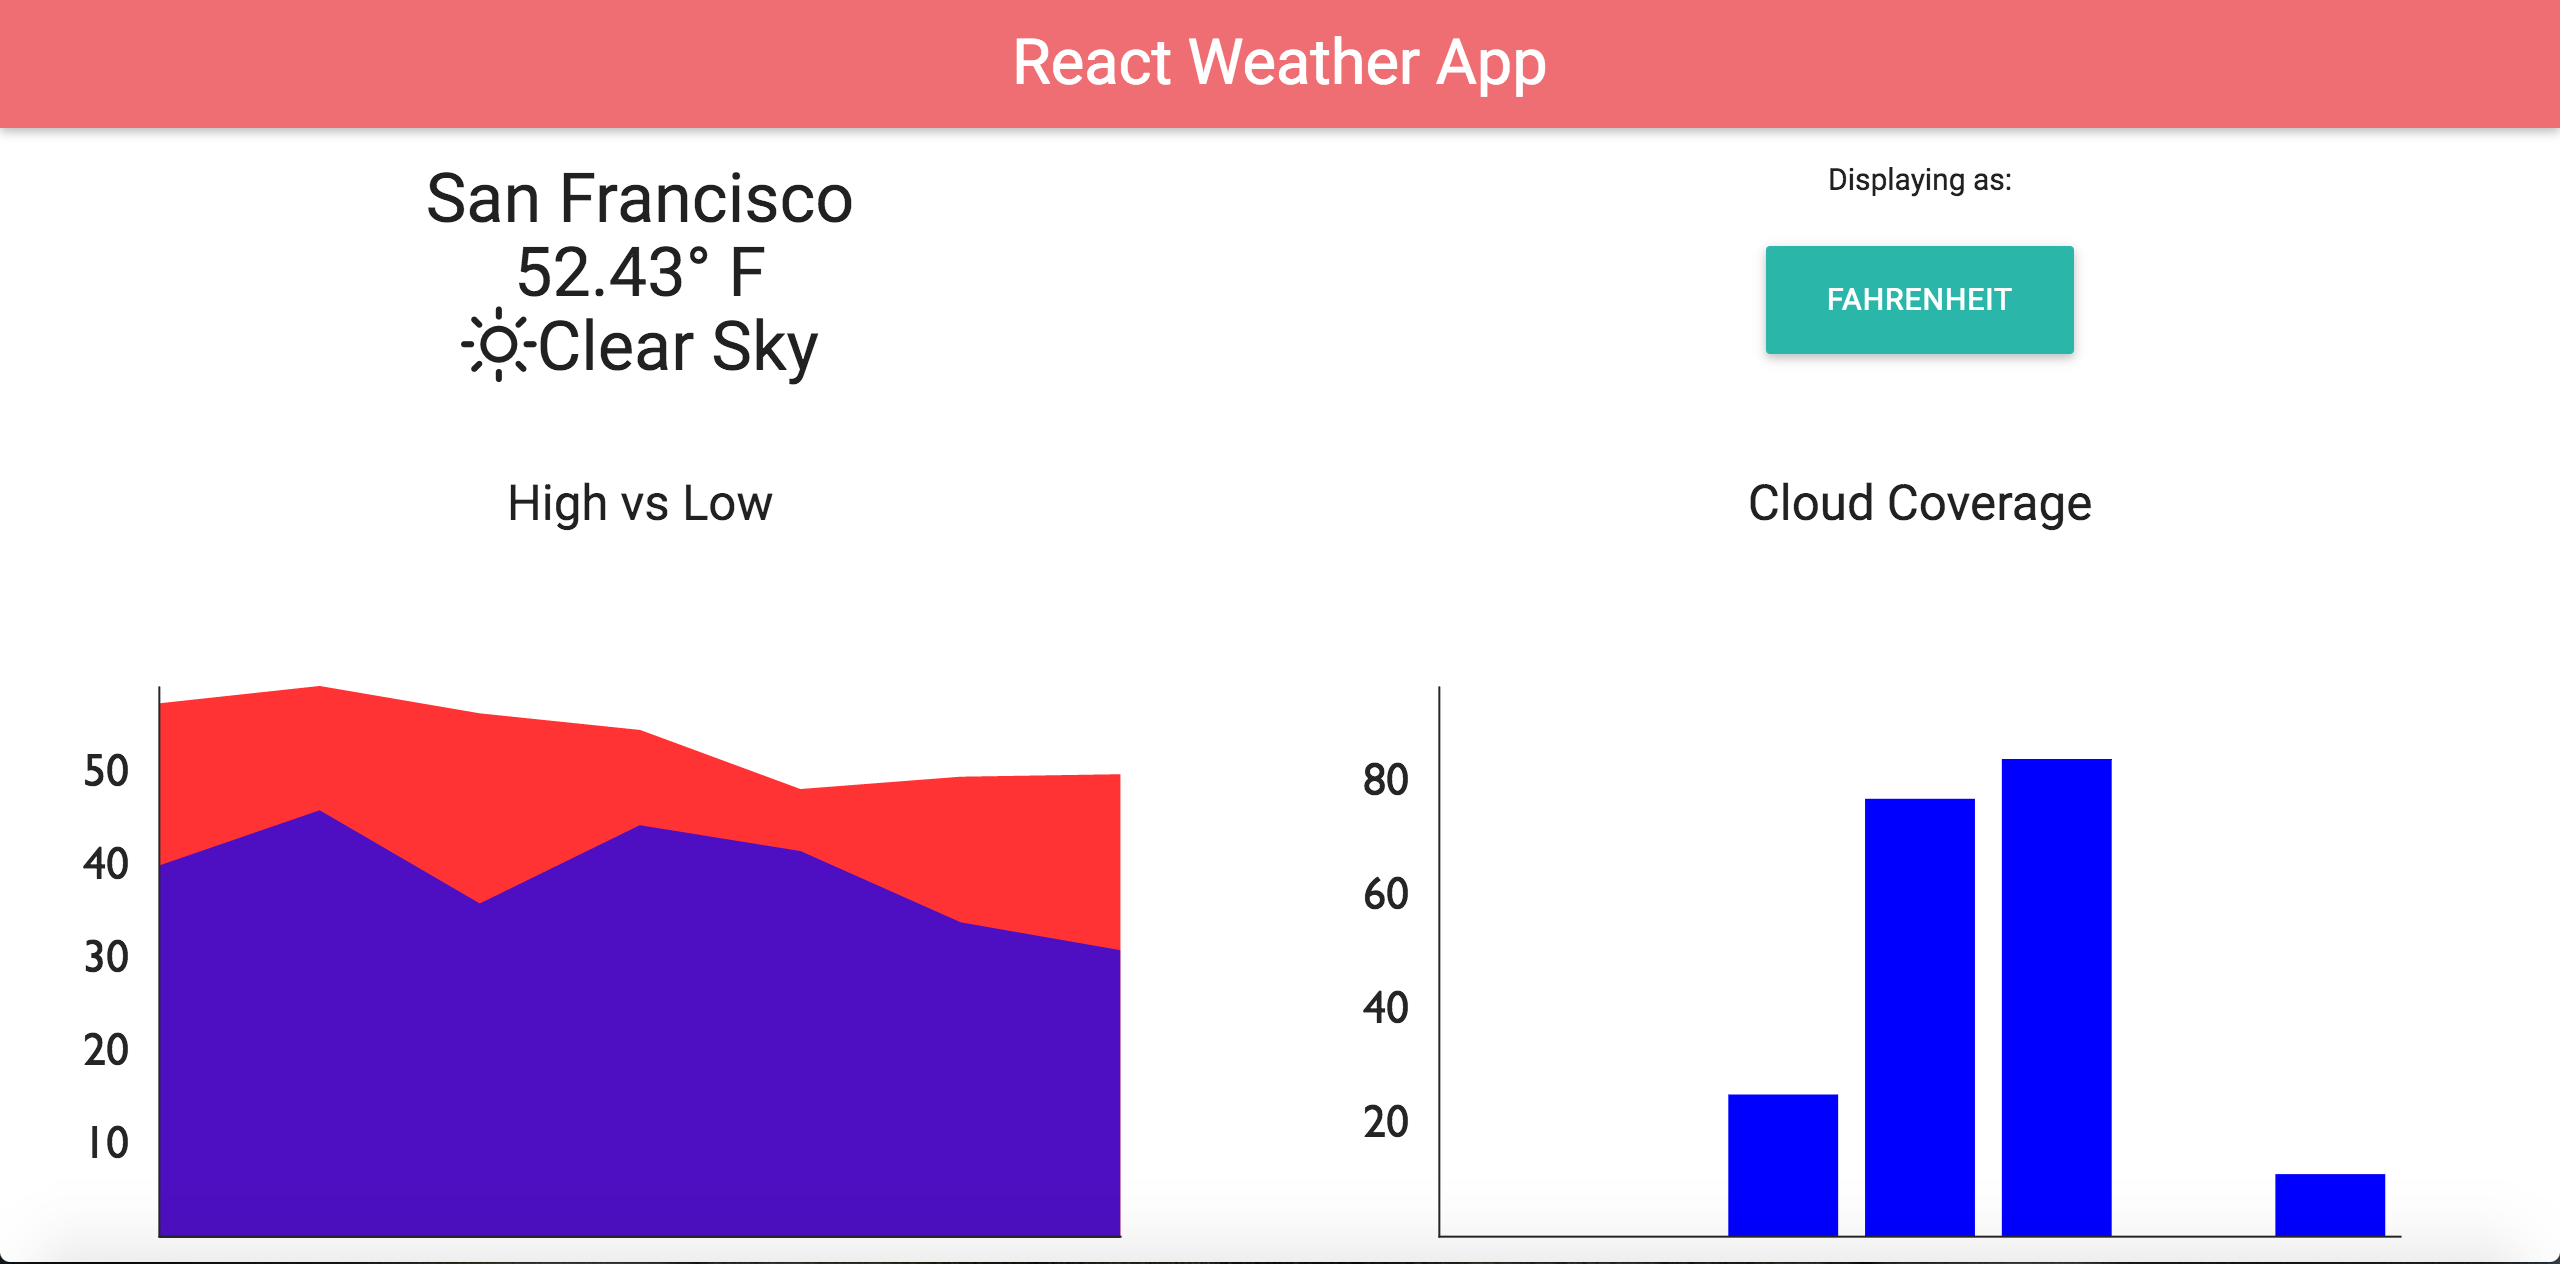 React Weather App
San Francisco
52.43° F
Clear Sky
Displaying as:
FAHRENHEIT
High vs Low
50
40
30
20
10
Cloud Coverage
80
60
40
20